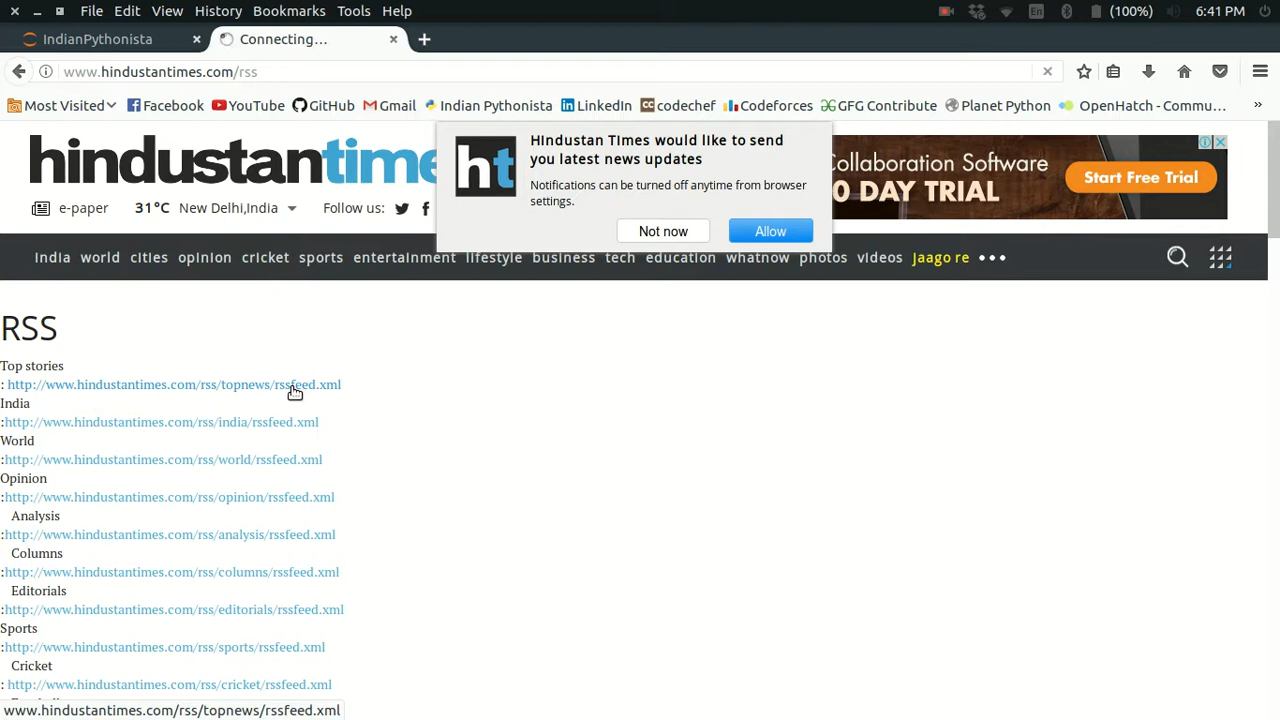 File Edit View History Bookmarks Tools Help En (100%) 6:41 PM
IndianPythonista Connecting...
www.hindustantimes.com/rss
Most Visited Facebook YouTube GitHub Gmail Indian Pythonista LinkedIn codechef Codeforces GFG Contribute Planet Python OpenHatch - Commu...
hindustantime
ht
Hindustan TImes would like to send
you latest news updates
Notifications can be turned off anytime from browser
settings.
Not now Allow
Collaboration Software
0 DAY TRIAL
Start Free Trial
e-paper 31°C New Delhi,India Follow us:
india world cities opinion cricket sports entertainment lifestyle business tech education whatnow photos videos jaago re
RSS
Top stories
: http://www.hindustantimes.com/rss/topnews/rssfeed.xml
India
:http://www.hindustantimes.com/rss/india/rssfeed.xml
World
:http://www.hindustantimes.com/rss/world/rssfeed.xml
Opinion
:http://www.hindustantimes.com/rss/opinion/rssfeed.xml
Analysis
:http://www.hindustantimes.com/rss/analysis/rssfeed.xml
Columns
:http://www.hindustantimes.com/rss/columns/rssfeed.xml
Editorials
:http://www.hindustantimes.com/rss/editorials/rssfeed.xml
Sports
:http://www.hindustantimes.com/rss/sports/rssfeed.xml
Cricket
: http://www.hindustantimes.com/rss/cricket/rssfeed.xml
www.hindustantimes.com/rss/topnews/rssfeed.xml